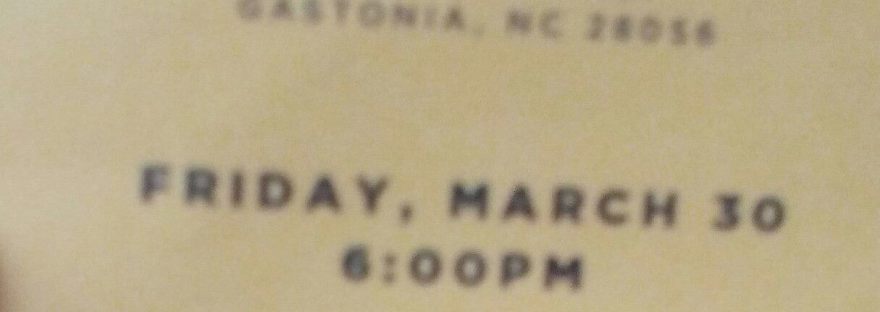 GASTONIA, NC 28056
FRIDAY, MARCH 30
6:00PM